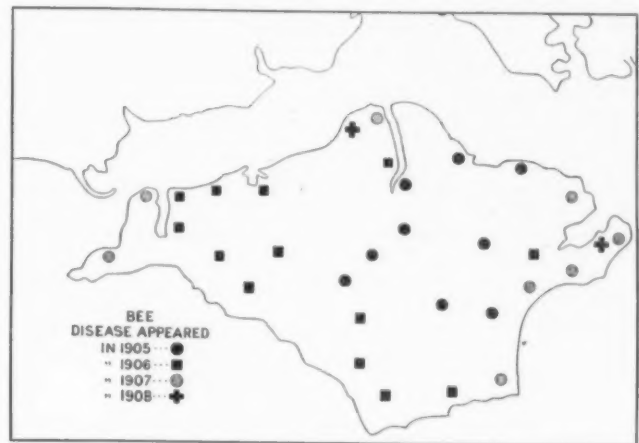 BEE
DISEASE APPEARED
IN 1905
" 1906
" 1907
" 1908